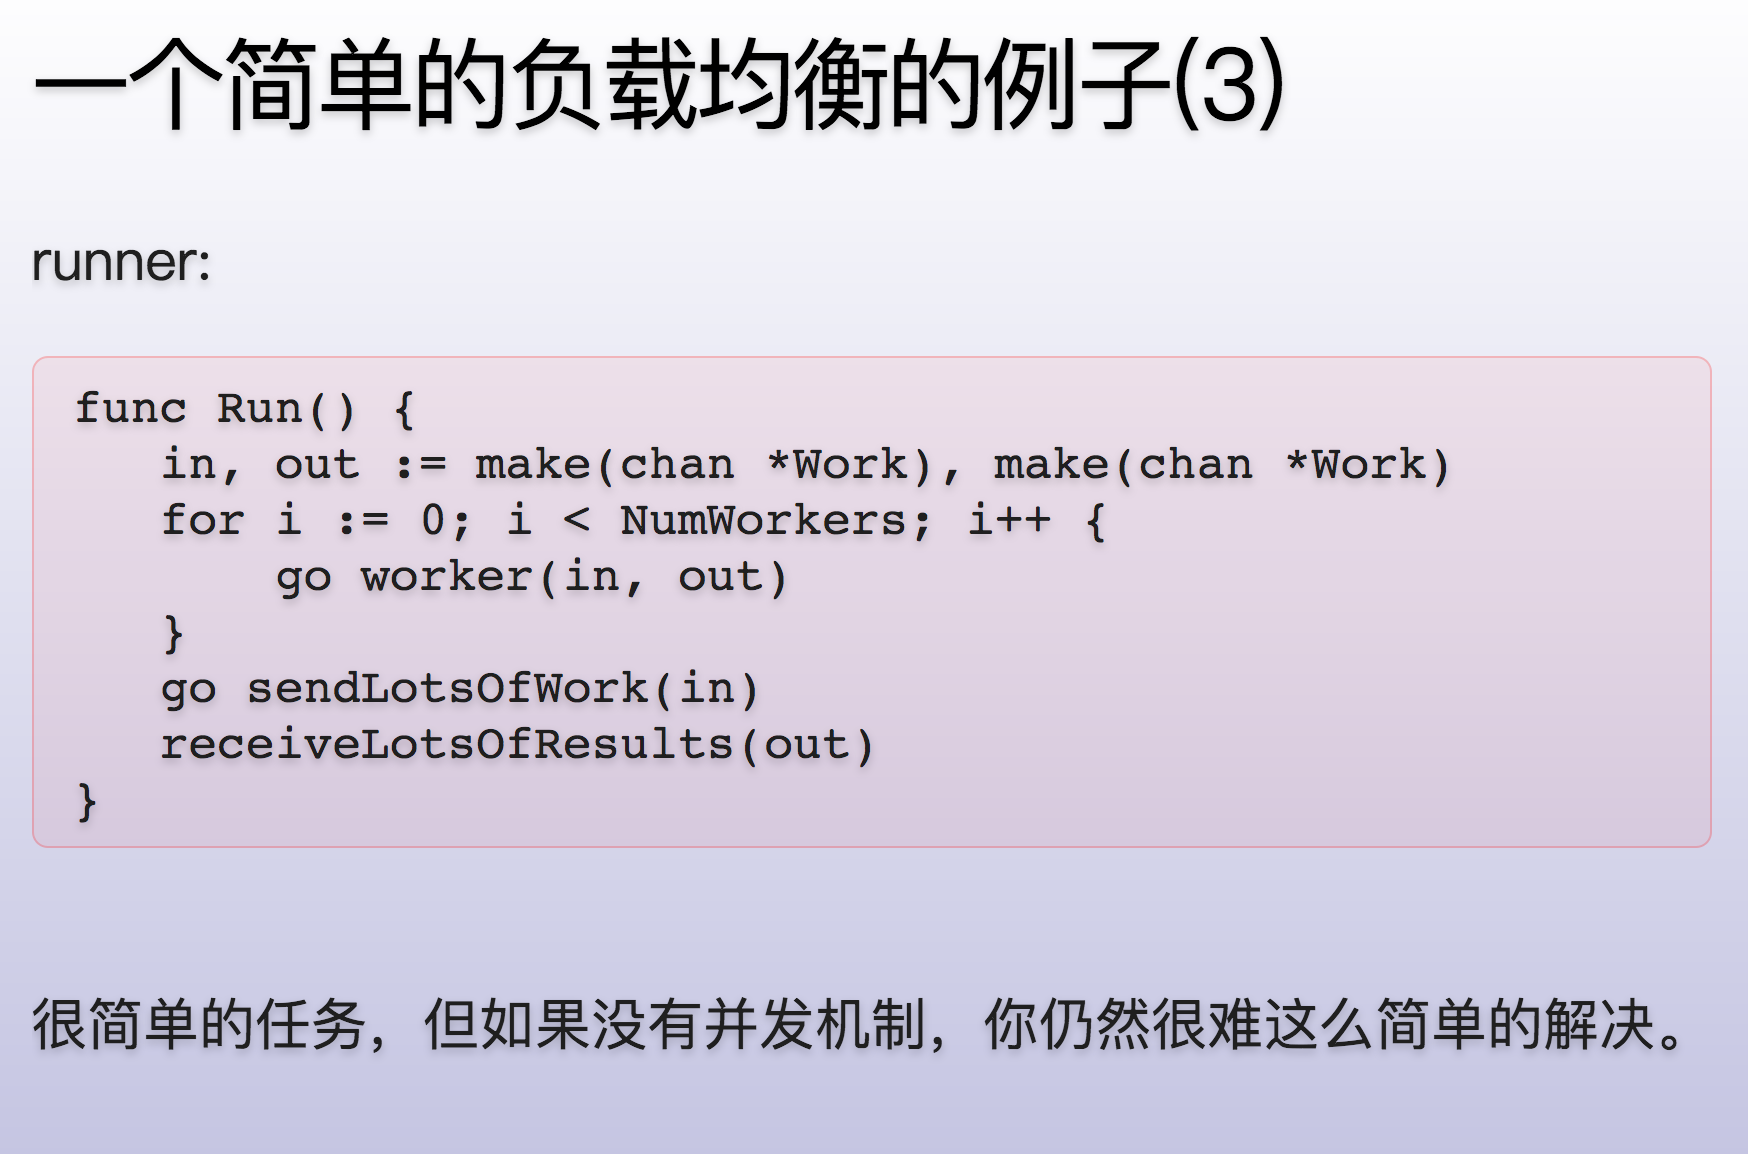 一个简单的负载均衡的例子(3)
runner:
func Run() {
   in, out := make(chan *Work), make(chan *Work)
   for i := 0; i < NumWorkers; i++ {
       go worker(in, out)
   }
   go sendLotsOfWork(in)
   receiveLotsOfResults(out)
}
很简单的任务，但如果没有并发机制，你仍然很难这么简单的解决。